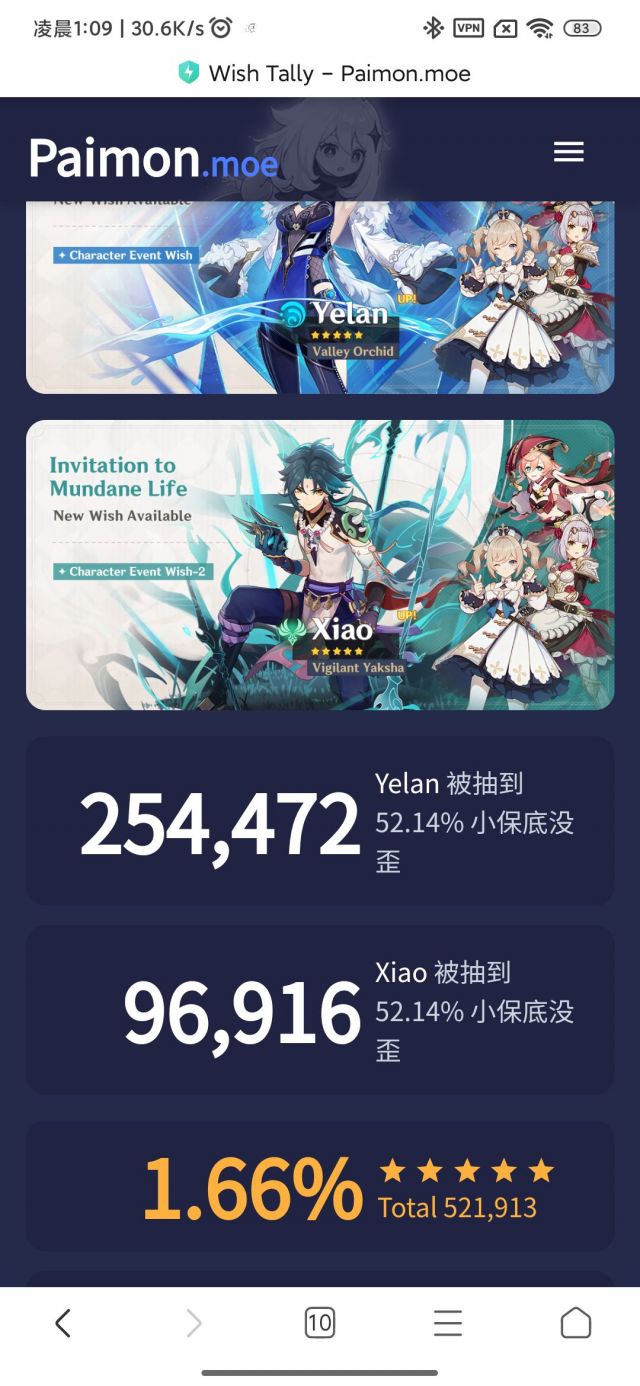 凌晨1:09 | 30.6K/s
VPN
83
Wish Tally – Paimon.moe
Paimon.moe
New Wish Available
Character Event Wish
UP!
Yelan
Valley Orchid
Invitation to
Mundane Life
New Wish Available
Character Event Wish-2
UP!
Xiao
Vigilant Yaksha
254,472
Yelan 被抽到
52.14% 小保底没
歪
96,916
Xiao 被抽到
52.14% 小保底没
歪
1.66%
Total 521,913
10